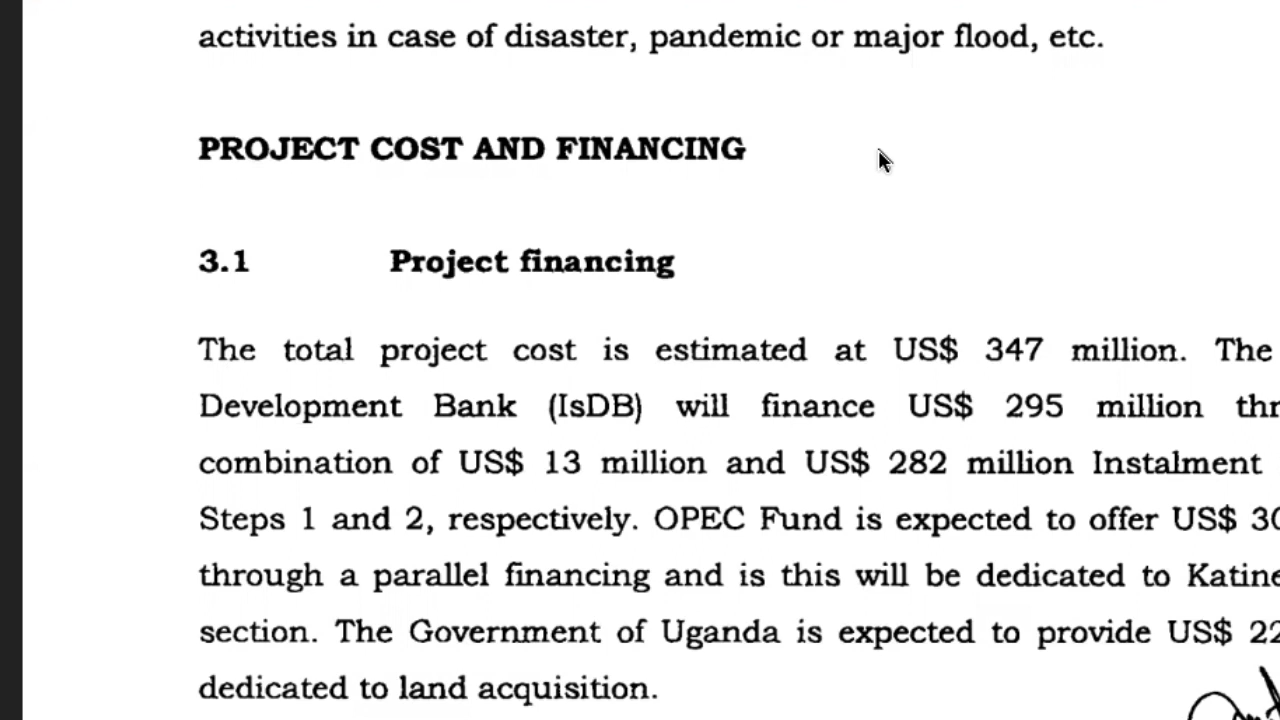 activities in case of disaster, pandemic or major flood, etc.
PROJECT COST AND FINANCING
3.1 Project financing
The total project cost is estimated at US$ 347 million. The
Development Bank (IsDB) will finance US$ 295 million
combination of US$ 13 million and US$ 282 million Instalment
Steps 1 and 2, respectively. OPEC Fund is expected to offer US$
through a parallel financing and is this will be dedicated to
section. The Government of Uganda is expected to provide US$
dedicated to land acquisition.